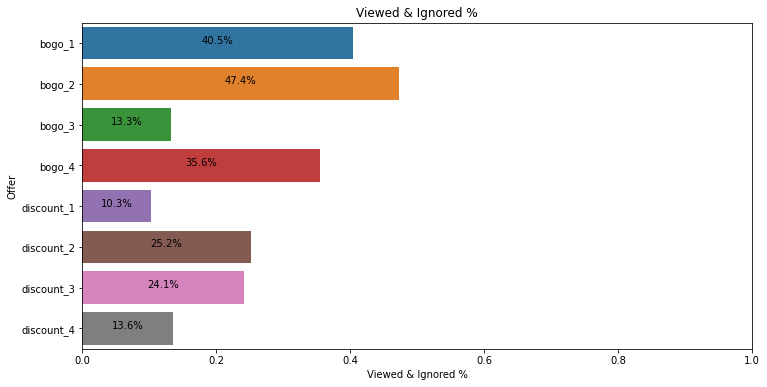 Viewed & Ignored %
Offer
bogo_1 40.5%
bogo_2 47.4%
bogo_3 13.3%
bogo_4 35.6%
discount_1 10.3%
discount_2 25.2%
discount_3 24.1%
discount_4 13.6%
0.0 0.2 0.4 0.6 0.8 1.0
Viewed & Ignored %